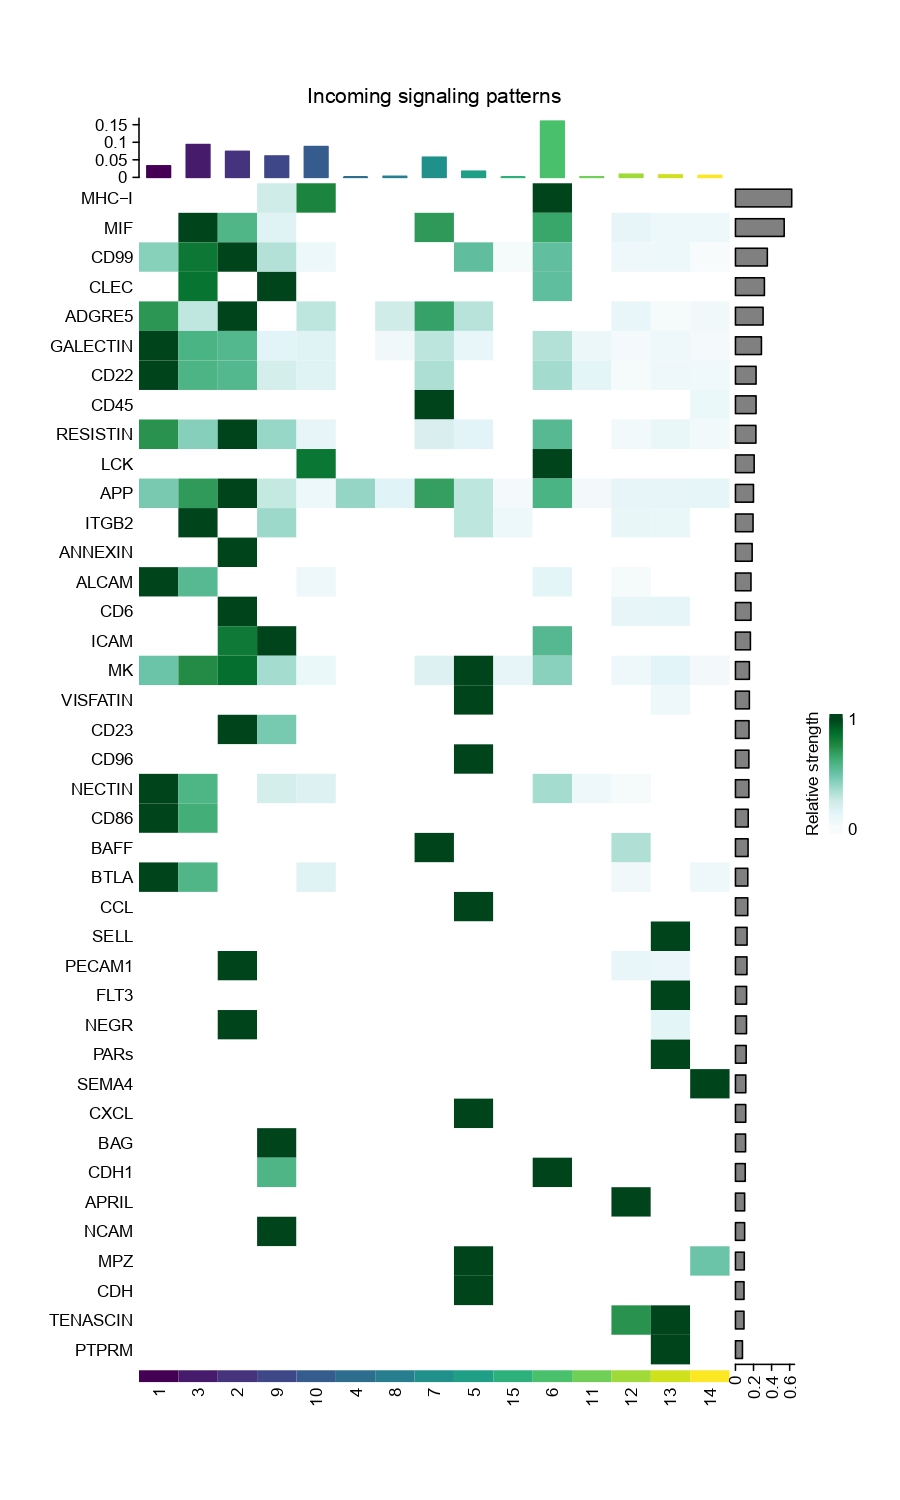 Incoming signaling patterns
0.15
0.1
0.05
0
MHC−I
MIF
CD99
CLEC
ADGRE5
GALECTIN
CD22
CD45
RESISTIN
LCK
APP
ITGB2
ANNEXIN
ALCAM
CD6
ICAM
MK
VISFATIN
CD23
CD96
NECTIN
CD86
BAFF
BTLA
CCL
SELL
PECAM1
FLT3
NEGR
PARs
SEMA4
CXCL
BAG
CDH1
APRIL
NCAM
MPZ
CDH
TENASCIN
PTPRM
1 3 2 9 10 4 8 7 5 15 6 11 12 13 14
0 0.2 0.4 0.6
Relative strength
1
0